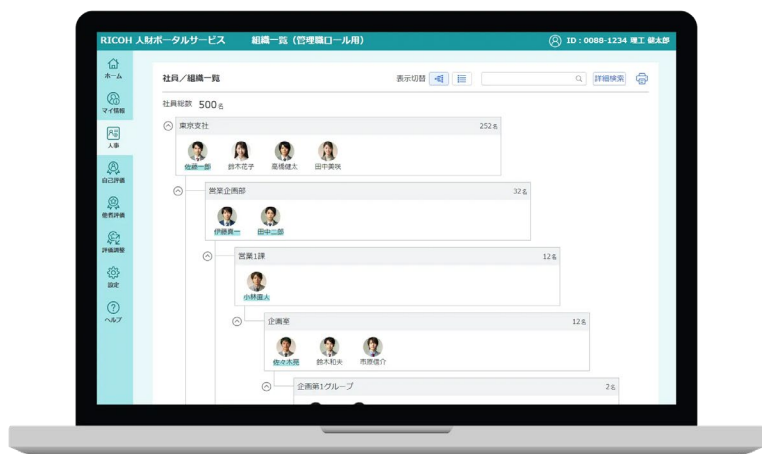 RICOH 人財ポータルサービス 組織一覧（管理職ロール用） ID：0088-1234 理工 健太郎
ホーム
マイ情報
人事
自己評価
他者評価
評価調整
設定
ヘルプ
社員／組織一覧 表示切替 詳細検索
社員総数 500名
東京支社 252名
佐藤一郎 鈴木花子 高橋健太 田中美咲
営業企画部 32名
伊藤真一 田中二郎
営業1課 12名
小林直人
企画室 12名
佐々木亮 鈴木和夫 市原信介
企画第1グループ 2名